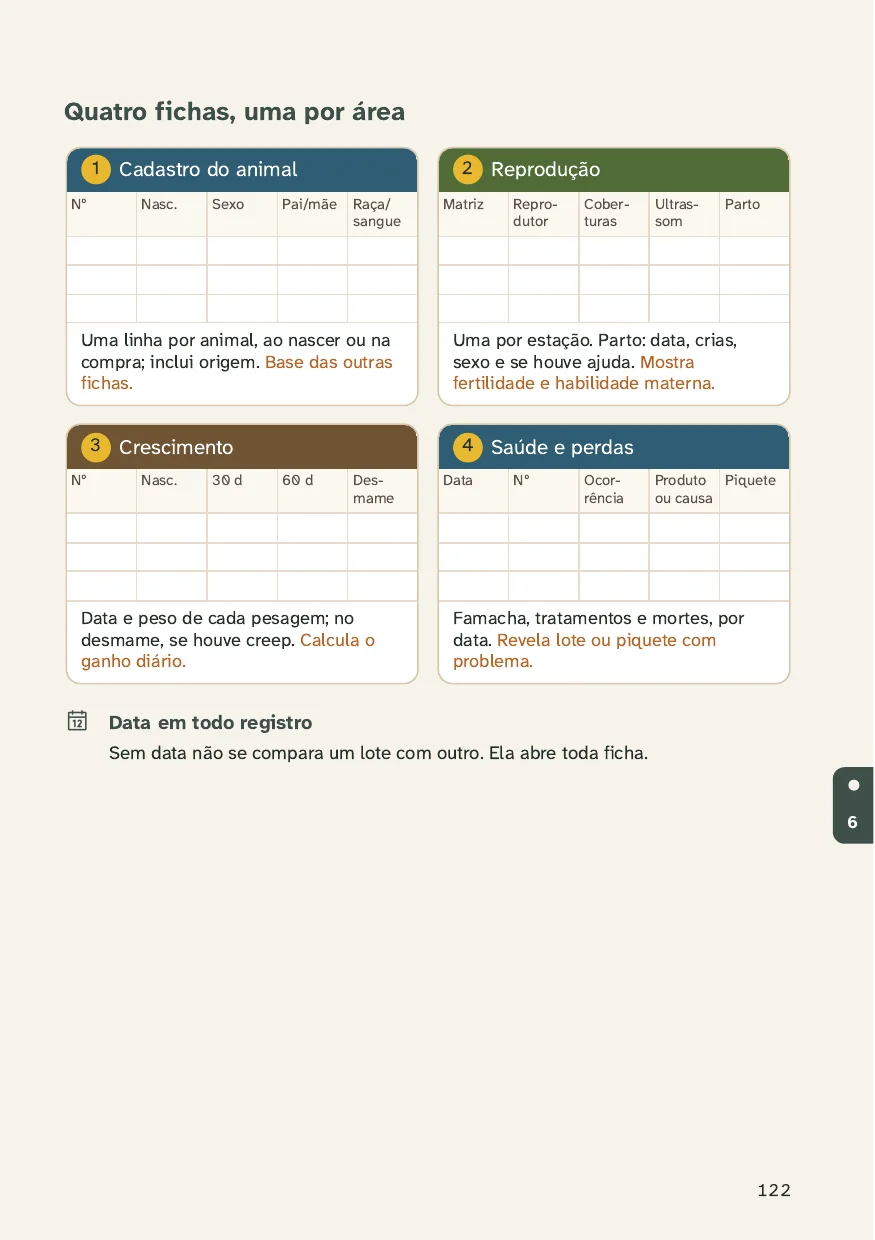 Quatro fichas, uma por área
1 Cadastro do animal
Nº Nasc. Sexo Pai/mãe Raça/
sangue
Uma linha por animal, ao nascer ou na
compra; inclui origem. Base das outras
fichas.
2 Reprodução
Matriz Repro- Cober- Ultras- Parto
dutor turas som
Uma por estação. Parto: data, crias,
sexo e se houve ajuda. Mostra
fertilidade e habilidade materna.
3 Crescimento
Nº Nasc. 30 d 60 d Des-
mame
Data e peso de cada pesagem; no
desmame, se houve creep. Calcula o
ganho diário.
4 Saúde e perdas
Data Nº Ocor- Produto Piquete
rência ou causa
Famacha, tratamentos e mortes, por
data. Revela lote ou piquete com
problema.
12 Data em todo registro
Sem data não se compara um lote com outro. Ela abre toda ficha.
6
122